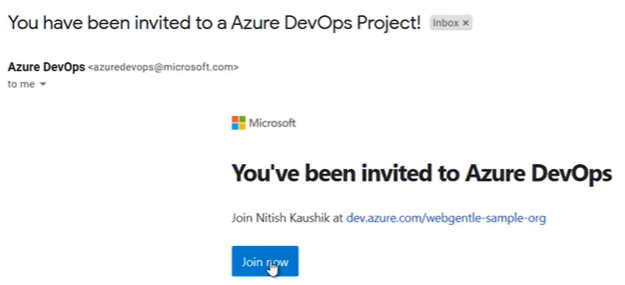 You have been invited to a Azure DevOps Project! Inbox ×
Azure DevOps <azuredevops@microsoft.com>
to me
Microsoft
You've been invited to Azure DevOps
Join Nitish Kaushik at dev.azure.com/webgentle-sample-org
Join now